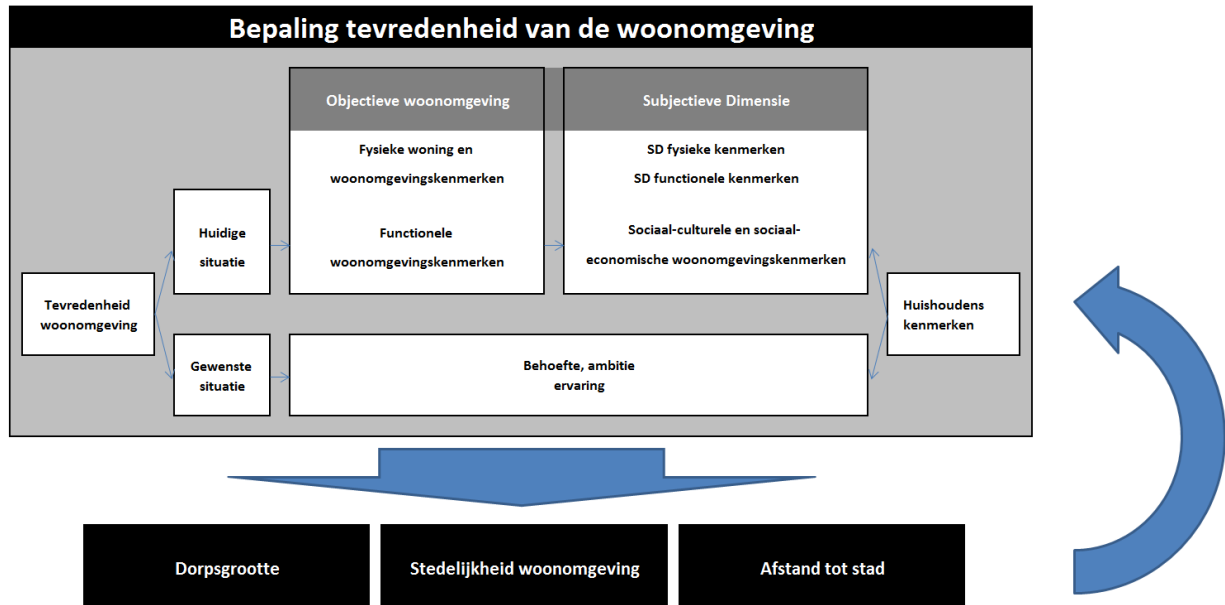 Bepaling tevredenheid van de woonomgeving
Objectieve woonomgeving
Subjectieve Dimensie
Fysieke woning en
woonomgevingskenmerken
Functionele
woonomgevingskenmerken
SD fysieke kenmerken
SD functionele kenmerken
Sociaal-culturele en sociaal-
economische woonomgevingskenmerken
Huidige
situatie
Tevredenheid
woonomgeving
Huishoudens
kenmerken
Gewenste
situatie
Behoefte, ambitie
ervaring
Dorpsgrootte
Stedelijkheid woonomgeving
Afstand tot stad